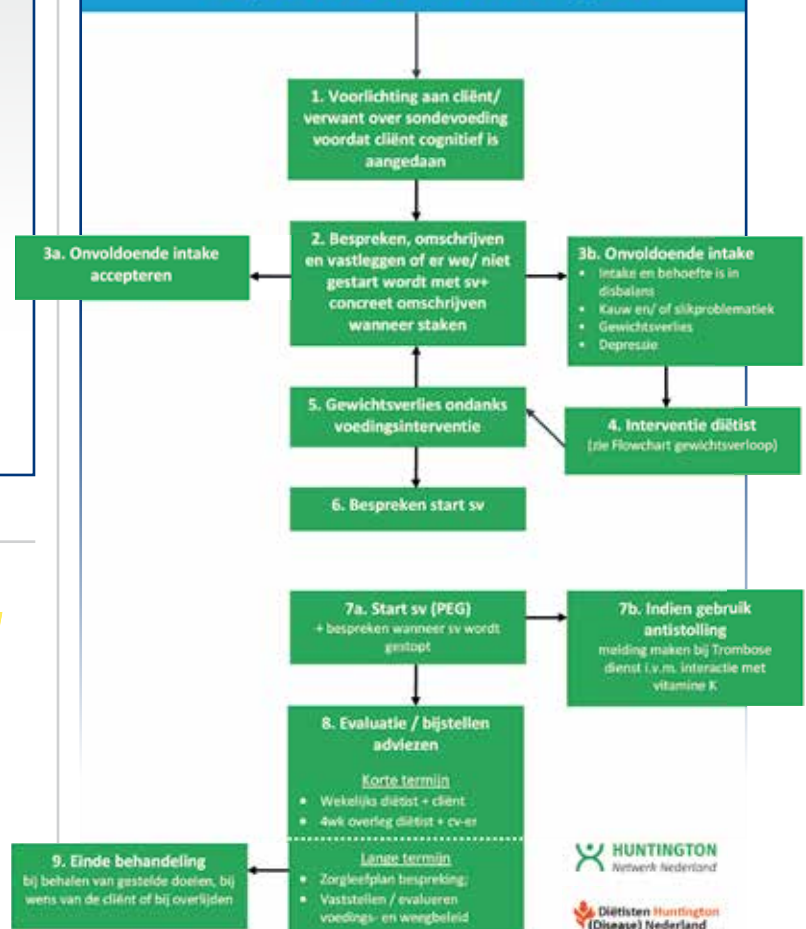 1. Voorlichting aan cliënt/
verwant over sondevoeding
voordat cliënt cognitief is
aangedaan
2. Bespreken, omschrijven
en vastleggen of er we/ niet
gestart wordt met sv+
concreet omschrijven
wanneer staken
3a. Onvoldoende intake
accepteren
3b. Onvoldoende intake
• Intake en behoefte is in
disbalans
• Kauw en/ of slikproblematiek
• Gewichtsverlies
• Depressie
4. Interventie diëtist
(zie Flowchart gewichtsverloop)
5. Gewichtsverlies ondanks
voedingsinterventie
6. Bespreken start sv
7a. Start sv (PEG)
+ bespreken wanneer sv wordt
gestopt
7b. Indien gebruik
antistolling
melding maken bij Trombose
dienst i.v.m. interactie met
vitamine K
8. Evaluatie / bijstellen
adviezen
Korte termijn
• Wekelijks diëtist + cliënt
• 4wk overleg diëtist + cv-er
Lange termijn
• Zorgleefplan bespreking;
• Vaststellen / evalueren
voedings- en weegbeleid
9. Einde behandeling
bij behalen van gestelde doelen, bij
wens van de cliënt of bij overlijden
HUNTINGTON
Netwerk Nederland
Diëtisten Huntington
(Disease) Nederland